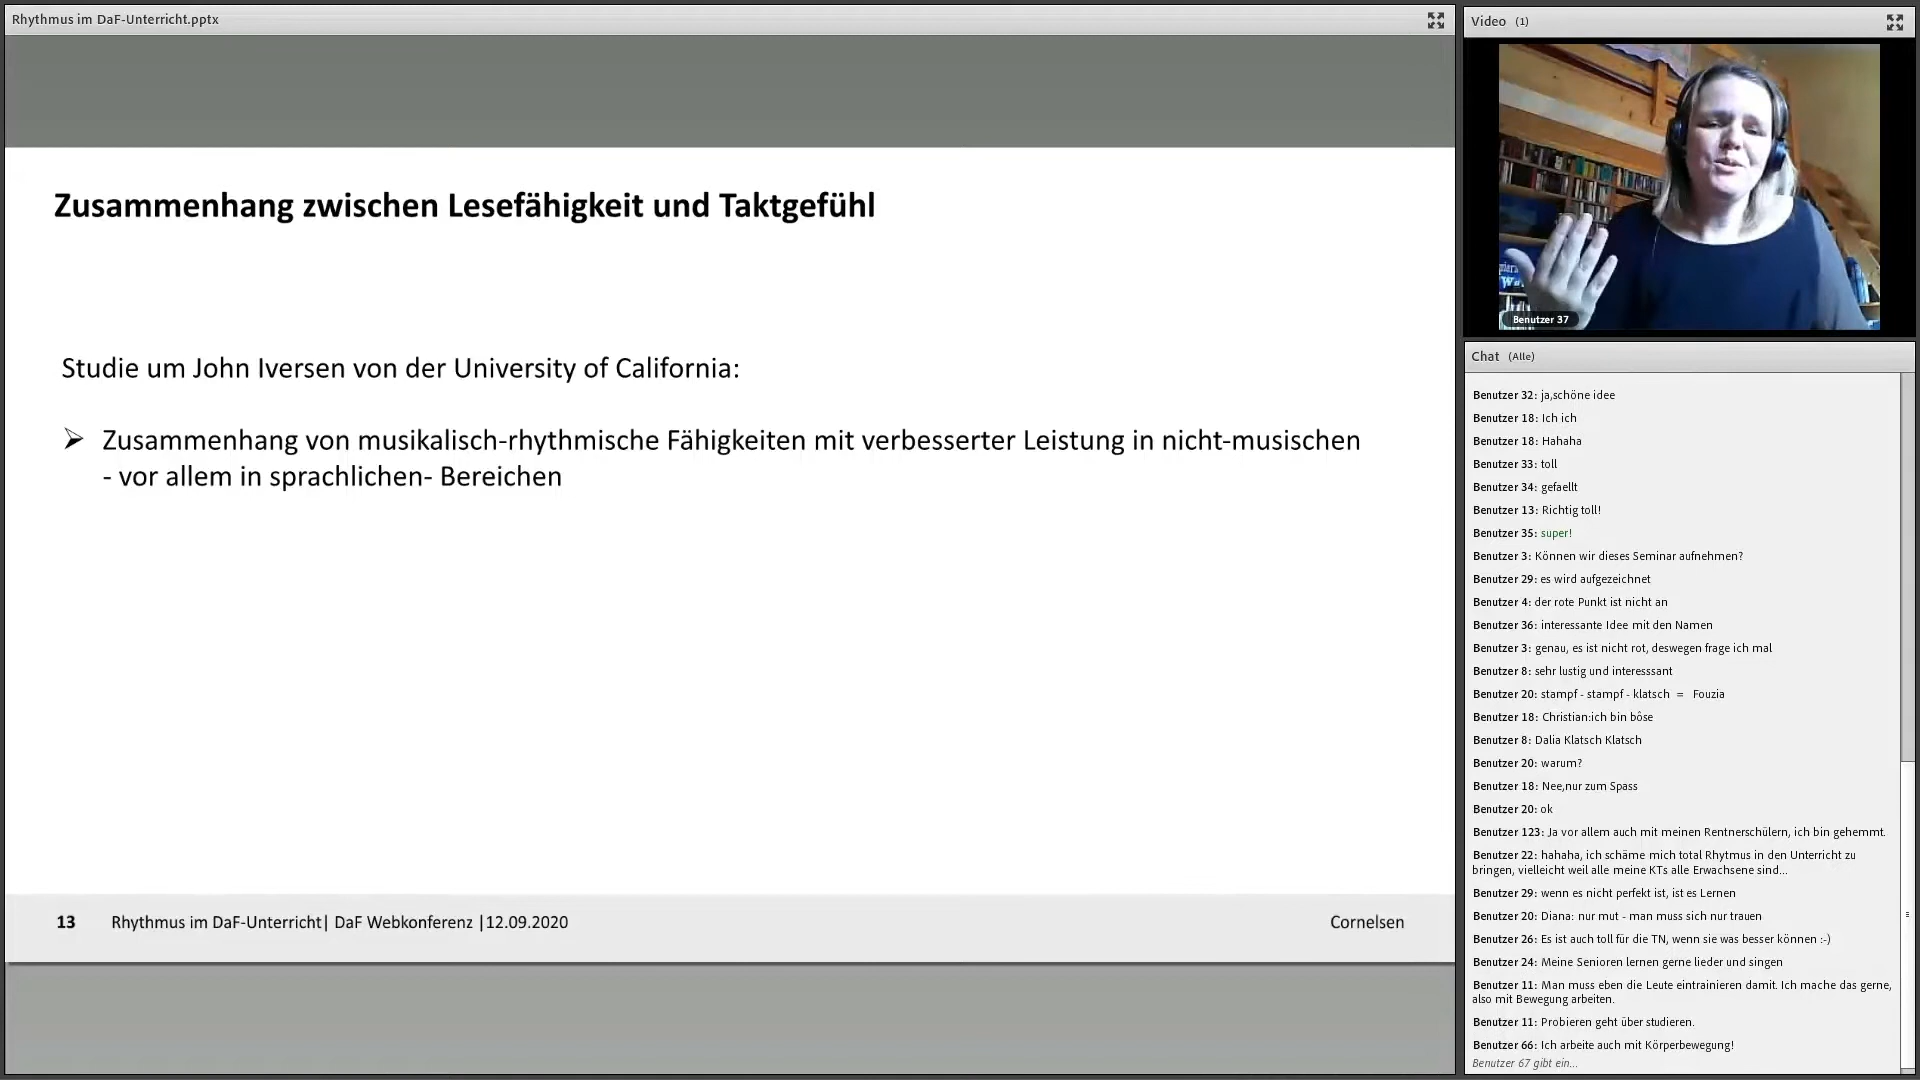 Rhythmus im DaF-Unterricht.pptx
Zusammenhang zwischen Lesefähigkeit und Taktgefühl
Studie um John Iversen von der University of California:
➢ Zusammenhang von musikalisch-rhythmische Fähigkeiten mit verbesserter Leistung in nicht-musischen
- vor allem in sprachlichen- Bereichen
13 Rhythmus im DaF-Unterricht| DaF Webkonferenz |12.09.2020 Cornelsen
Video (1)
Benutzer 37
Chat (Alle)
Benutzer 32: ja,schöne idee
Benutzer 18: Ich ich
Benutzer 18: Hahaha
Benutzer 33: toll
Benutzer 34: gefaellt
Benutzer 13: Richtig toll!
Benutzer 35: super!
Benutzer 3: Können wir dieses Seminar aufnehmen?
Benutzer 29: es wird aufgezeichnet
Benutzer 4: der rote Punkt ist nicht an
Benutzer 36: interessante Idee mit den Namen
Benutzer 3: genau, es ist nicht rot, deswegen frage ich mal
Benutzer 8: sehr lustig und interesssant
Benutzer 20: stampf - stampf - klatsch = Fouzia
Benutzer 18: Christian:ich bin bôse
Benutzer 8: Dalia Klatsch Klatsch
Benutzer 20: warum?
Benutzer 18: Nee,nur zum Spass
Benutzer 20: ok
Benutzer 123: Ja vor allem auch mit meinen Rentnerschülern, ich bin gehemmt.
Benutzer 22: hahaha, ich schäme mich total Rhytmus in den Unterricht zu
bringen, vielleicht weil alle meine KTs alle Erwachsene sind...
Benutzer 29: wenn es nicht perfekt ist, ist es Lernen
Benutzer 20: Diana: nur mut - man muss sich nur trauen
Benutzer 26: Es ist auch toll für die TN, wenn sie was besser können :-)
Benutzer 24: Meine Senioren lernen gerne lieder und singen
Benutzer 11: Man muss eben die Leute eintrainieren damit. Ich mache das gerne,
also mit Bewegung arbeiten.
Benutzer 11: Probieren geht über studieren.
Benutzer 66: Ich arbeite auch mit Körperbewegung!
Benutzer 67 gibt ein...